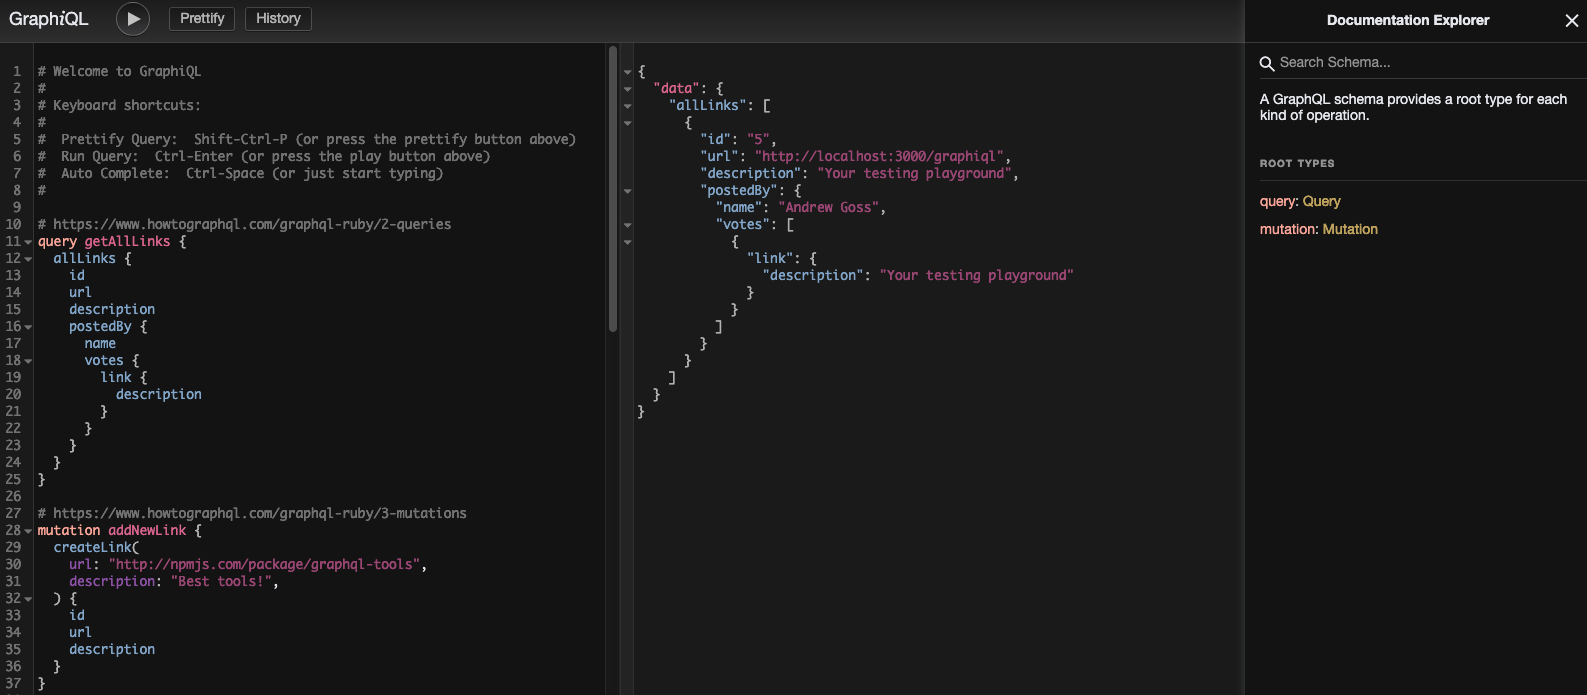 GraphiQL
Prettify
History
1 # Welcome to GraphiQL
2 #
3 # Keyboard shortcuts:
4 #
5 #  Prettify Query:  Shift-Ctrl-P (or press the prettify button above)
6 #  Run Query:  Ctrl-Enter (or press the play button above)
7 #  Auto Complete:  Ctrl-Space (or just start typing)
8 #
9
10 # https://www.howtographql.com/graphql-ruby/2-queries
11 query getAllLinks {
12   allLinks {
13     id
14     url
15     description
16     postedBy {
17       name
18       votes {
19         link {
20           description
21         }
22       }
23     }
24   }
25 }
26
27 # https://www.howtographql.com/graphql-ruby/3-mutations
28 mutation addNewLink {
29   createLink(
30     url: "http://npmjs.com/package/graphql-tools",
31     description: "Best tools!",
32   ) {
33     id
34     url
35     description
36   }
37 }
{
  "data": {
    "allLinks": [
      {
        "id": "5",
        "url": "http://localhost:3000/graphiql",
        "description": "Your testing playground",
        "postedBy": {
          "name": "Andrew Goss",
          "votes": [
            {
              "link": {
                "description": "Your testing playground"
              }
            }
          ]
        }
      }
    ]
  }
}
Documentation Explorer
Search Schema...
A GraphQL schema provides a root type for each
kind of operation.
ROOT TYPES
query: Query
mutation: Mutation